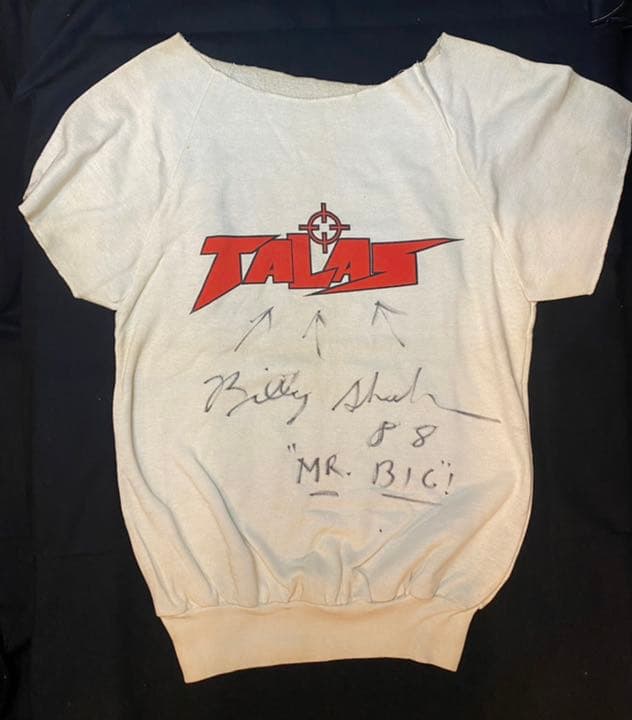 TALAS
Billy Sheehan
88
"MR. BIG"!